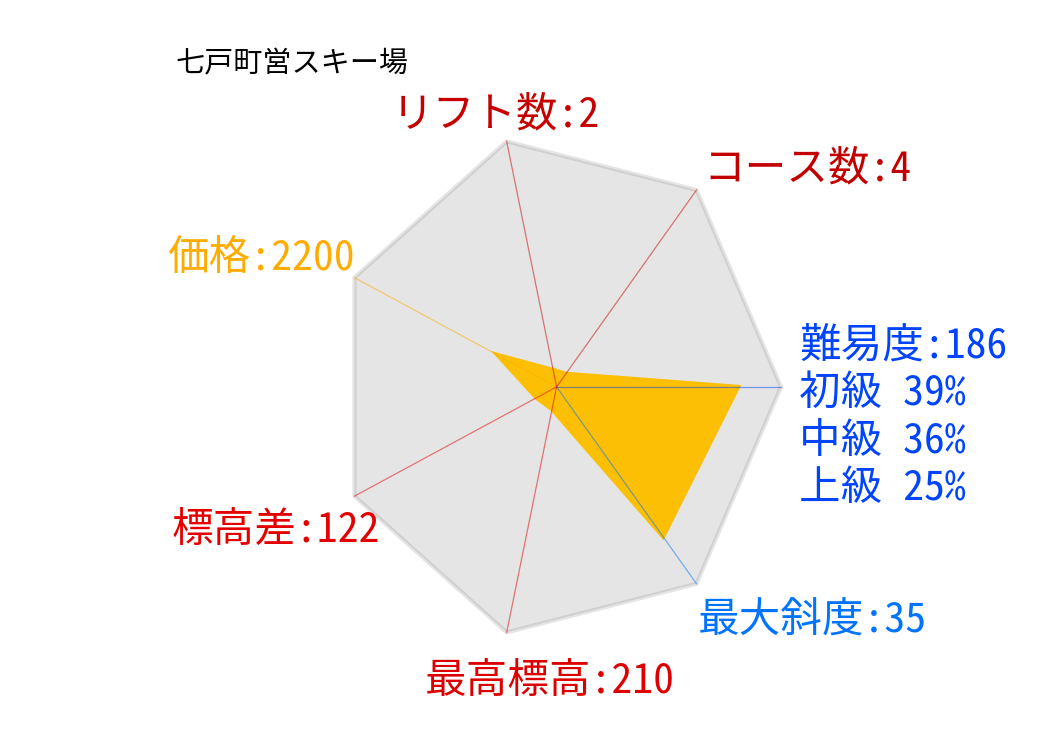 七戸町営スキー場
リフト数:2
コース数:4
価格:2200
難易度:186
初級 39%
中級 36%
上級 25%
標高差:122
最大斜度:35
最高標高:210